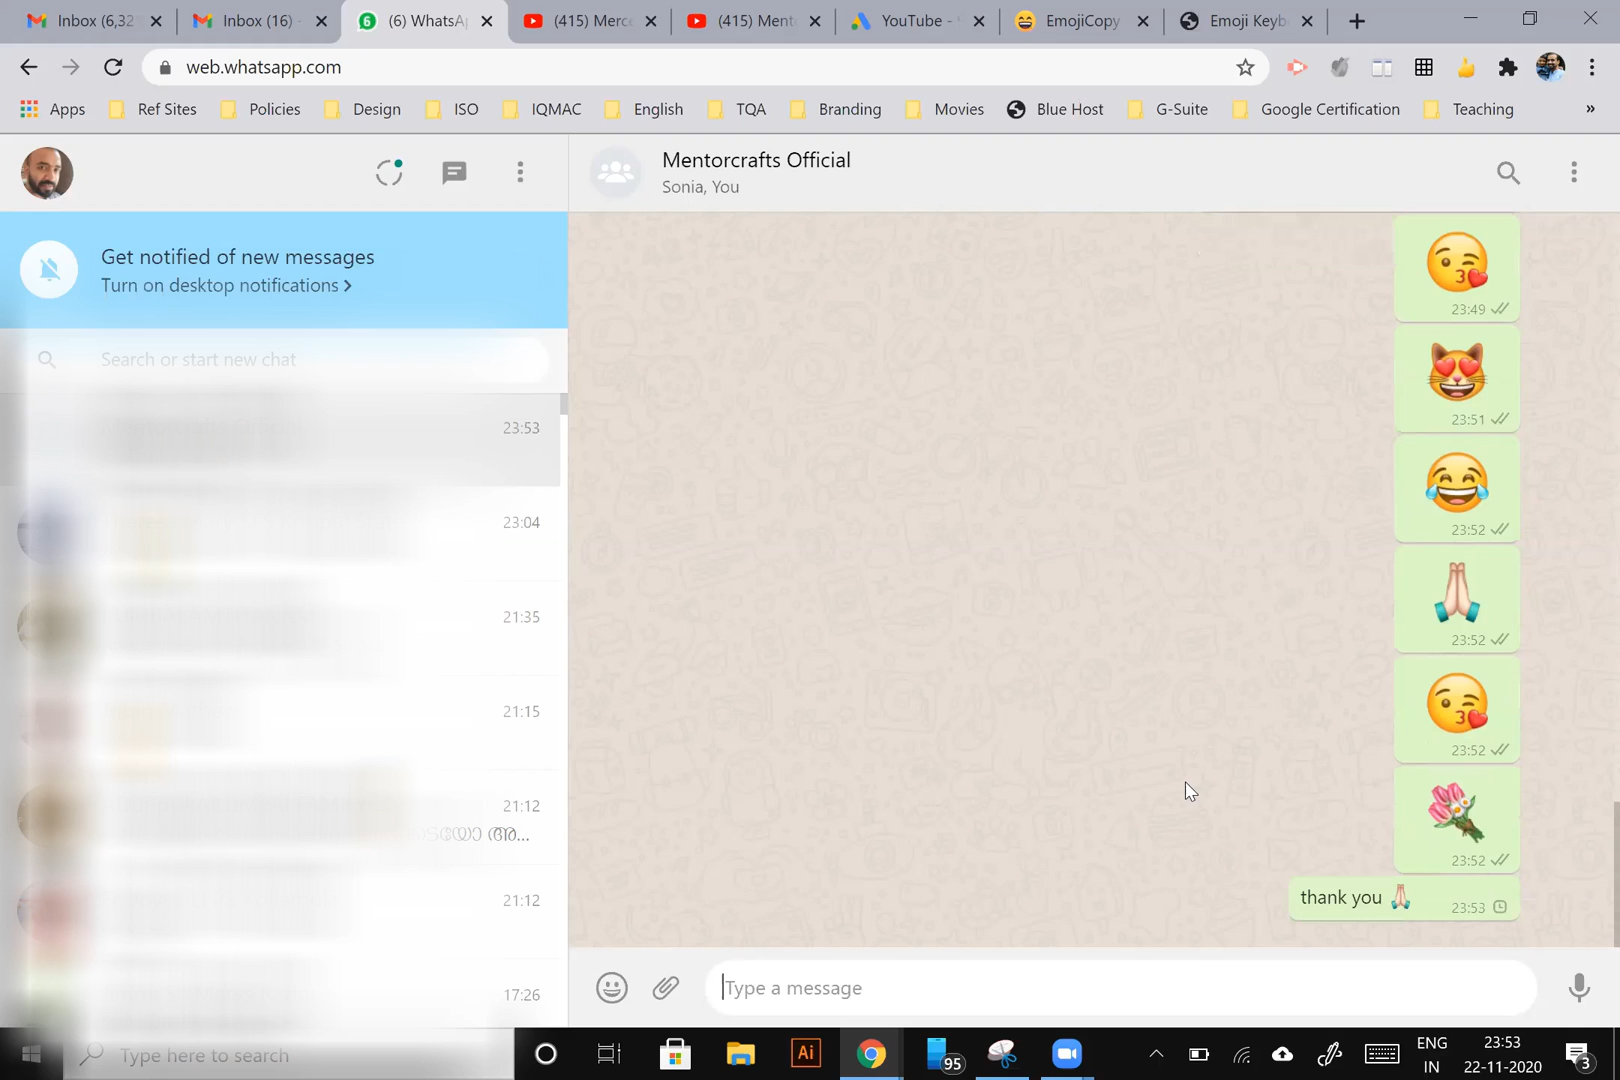 Inbox (6,32
Inbox (16) -
(6) WhatsA
(415) Merc
(415) Ment
YouTube -
EmojiCopy
Emoji Keyb
web.whatsapp.com
Apps
Ref Sites
Policies
Design
ISO
IQMAC
English
TQA
Branding
Movies
Blue Host
G-Suite
Google Certification
Teaching
»
Mentorcrafts Official
Sonia, You
Get notified of new messages
Turn on desktop notifications >
Search or start new chat
23:53
23:04
21:35
21:15
21:12
21:12
17:26
23:49
23:51
23:52
23:52
23:52
23:52
thank you 🙏🏻
23:53
Type a message
Type here to search
Ai
95
ENG
IN
23:53
22-11-2020
3